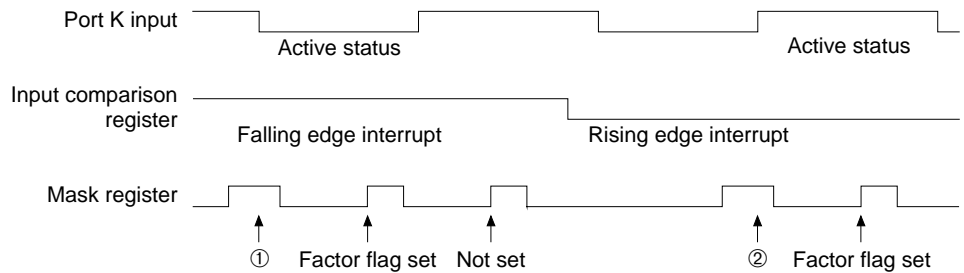 Port K input
Active status
Active status
Input comparison
register
Falling edge interrupt
Rising edge interrupt
Mask register
①
Factor flag set
Not set
②
Factor flag set